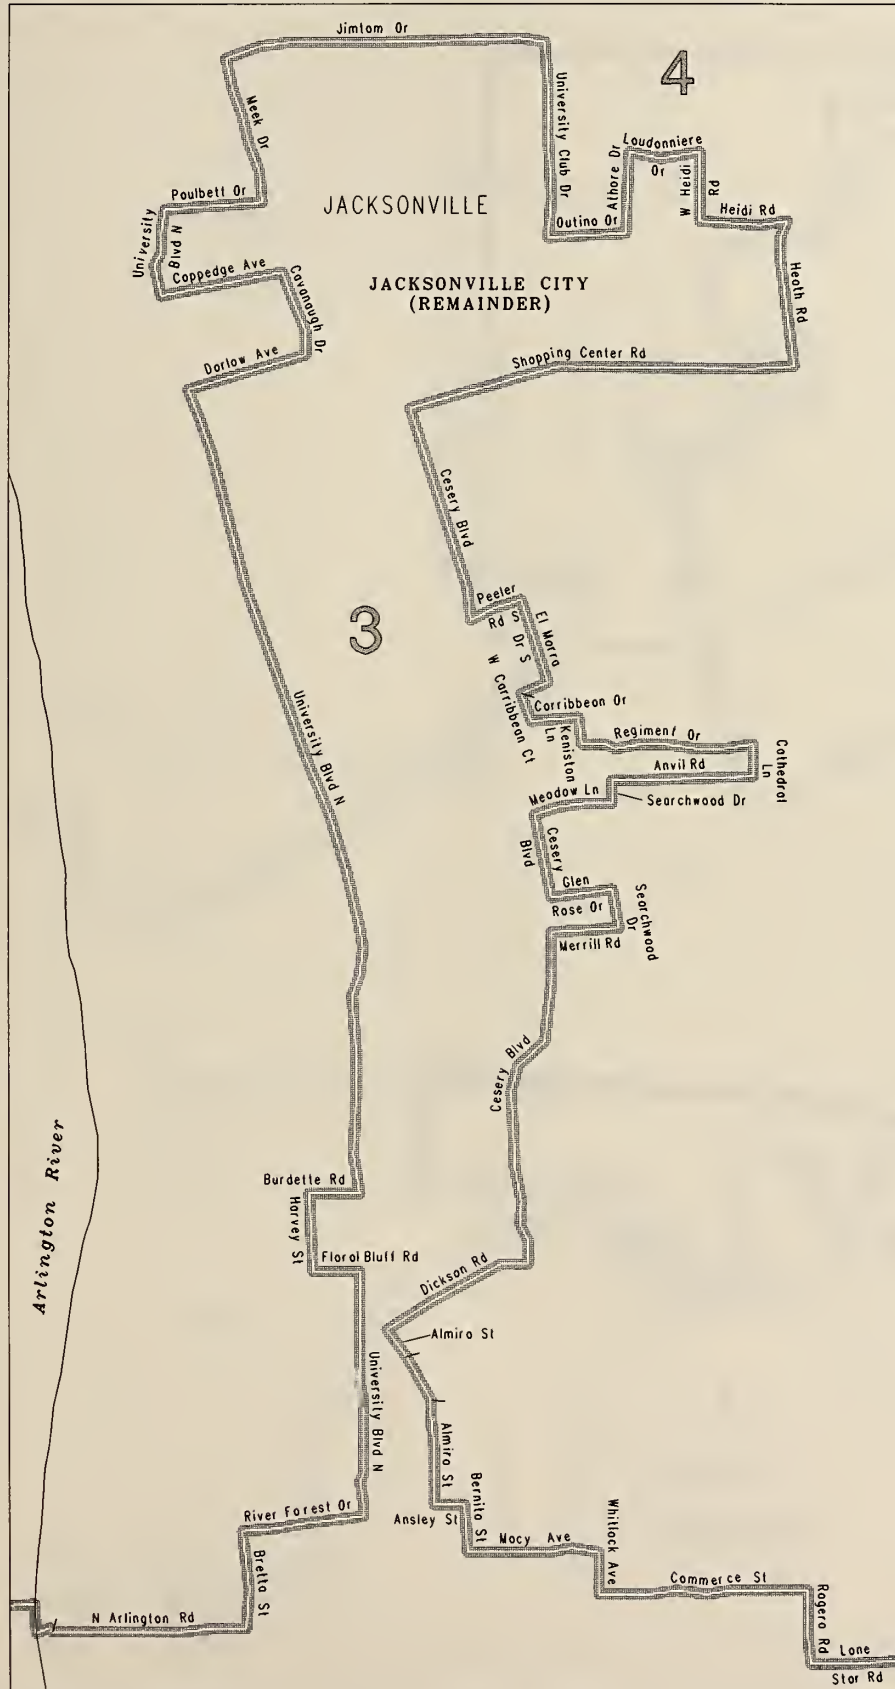 Jimtom Dr
4
University Club Dr
Meek Dr
Loudonniere
Dr
Athore Dr
W Heidi
Rd
Heidi Rd
Poulbett Dr
JACKSONVILLE
Outino Dr
University
Blvd N
Coppedge Ave
Cavanaugh Dr
JACKSONVILLE CITY
(REMAINDER)
Heath Rd
Dorlow Ave
Shopping Center Rd
Cesery Blvd
3
Peeler
Rd S
El Morra
Dr S
W Carribbean Ct
Carribbean Dr
Keniston
Ln
Regiment Dr
Cathedral
Ln
Anvil Rd
University Blvd N
Meadow Ln
Searchwood Dr
Cesery
Blvd
Glen
Rose Dr
Searchwood
Dr
Merrill Rd
Cesery Blvd
Arlington River
Burdette Rd
Harvey St
Floral Bluff Rd
Dickson Rd
Almira St
University Blvd N
Almira St
Bernita St
River Forest Dr
Ansley St
Whitlock Ave
Macy Ave
Bretta St
Commerce St
N Arlington Rd
Rogero Rd
Lone
Star Rd